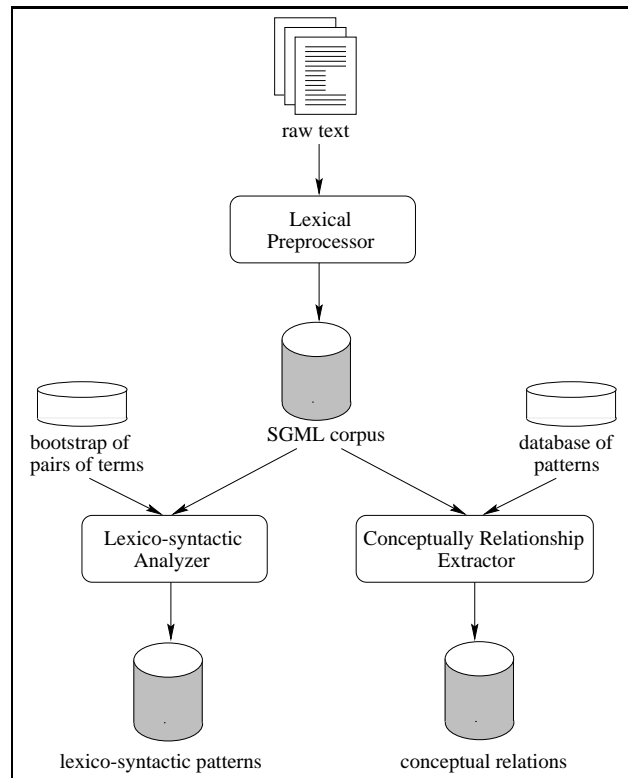 raw text
Lexical
Preprocessor
SGML corpus
bootstrap of
pairs of terms
database of
patterns
Lexico-syntactic
Analyzer
Conceptually Relationship
Extractor
lexico-syntactic patterns
conceptual relations